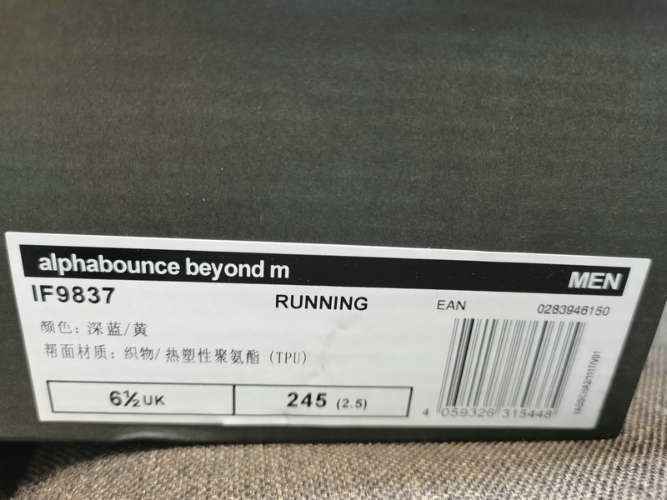 alphabounce beyond m MEN
IF9837 RUNNING EAN 0283946150
颜色: 深蓝/黄
帮面材质: 织物/热塑性聚氨酯 (TPU)
6½UK 245 (2.5)
4 059326 315448